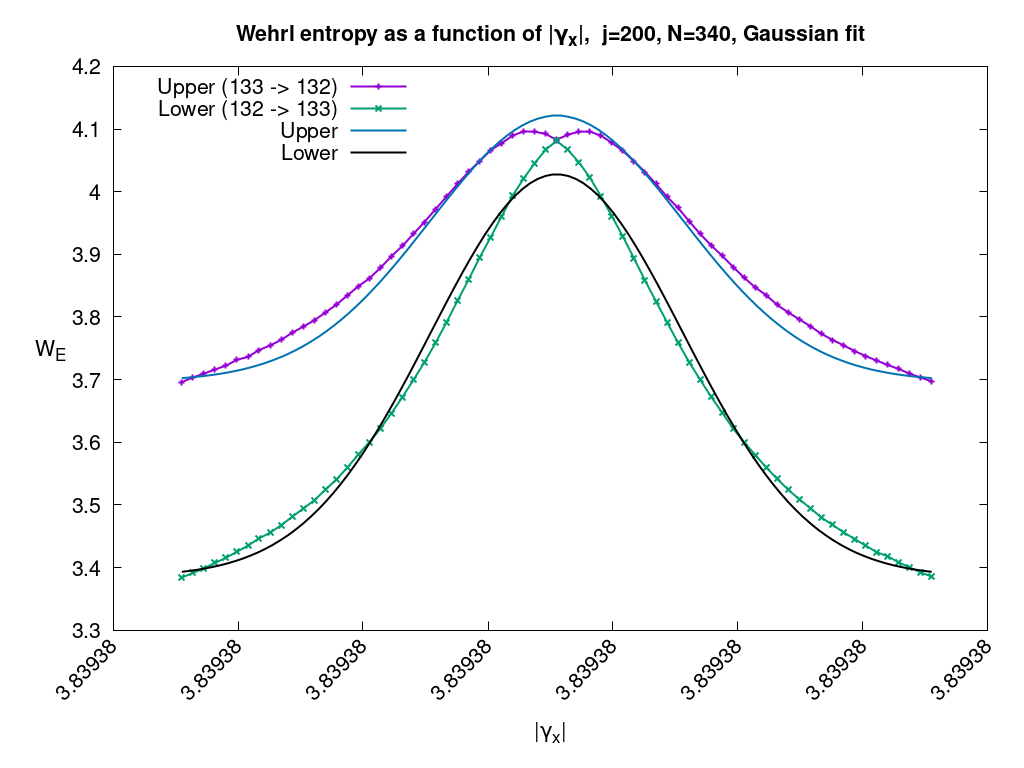 Wehrl entropy as a function of |γx|, j=200, N=340, Gaussian fit
4.2
4.1
4
3.9
3.8
3.7
3.6
3.5
3.4
3.3
WE
Upper (133 -> 132)
Lower (132 -> 133)
Upper
Lower
3.83938
3.83938
3.83938
3.83938
3.83938
3.83938
3.83938
3.83938
|γx|